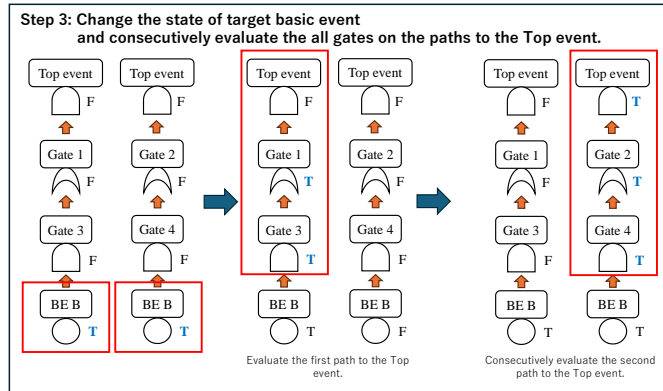 Step 3: Change the state of target basic event
and consecutively evaluate the all gates on the paths to the Top event.
Top event
F
Gate 1
F
Gate 3
F
BE B
T
Top event
F
Gate 2
F
Gate 4
F
BE B
T
Top event
F
Gate 1
T
Gate 3
T
BE B
T
Top event
F
Gate 2
F
Gate 4
F
BE B
F
Evaluate the first path to the Top
event.
Top event
F
Gate 1
F
Gate 3
F
BE B
T
Top event
T
Gate 2
T
Gate 4
T
BE B
T
Consecutively evaluate the second
path to the Top event.